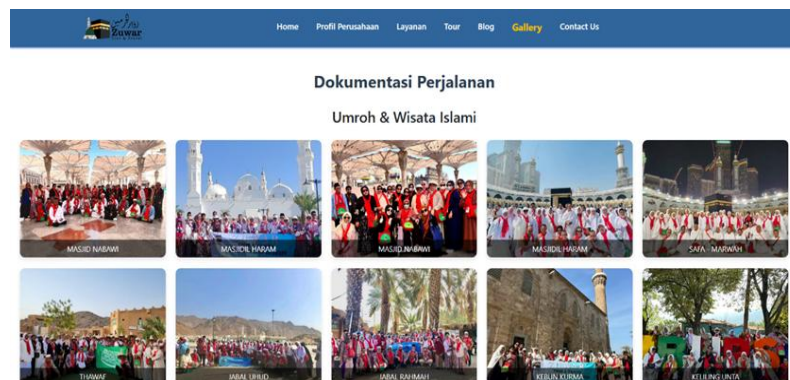 Zuwar
Home Profil Perusahaan Layanan Tour Blog Gallery Contact Us
Dokumentasi Perjalanan
Umroh & Wisata Islami
MASJID NABAWI MASJIDIL HARAM MASJID NABAWI MASJIDIL HARAM SAFA - MARWAH
THAWAF JABAL UHUD JABAL RAHMAH KEBUN KURMA KELILING UNTA